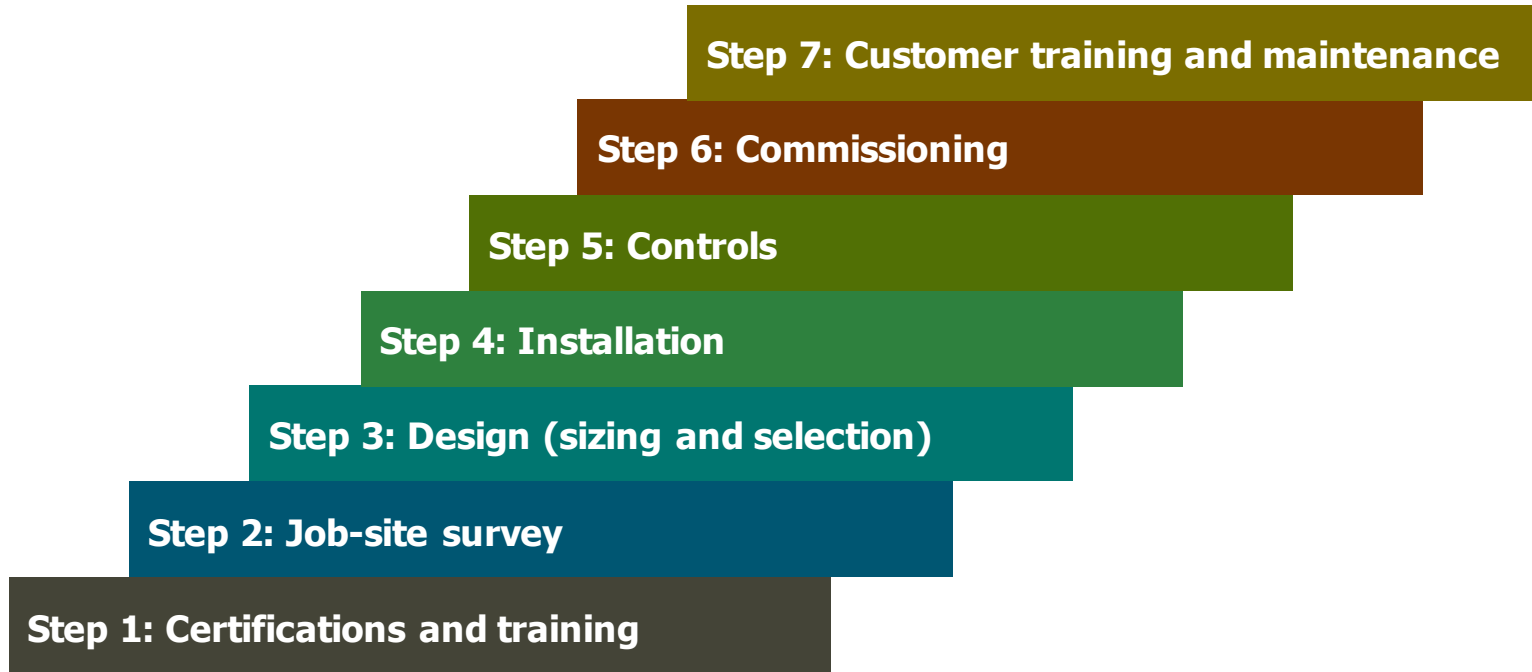 Step 7: Customer training and maintenance
Step 6: Commissioning
Step 5: Controls
Step 4: Installation
Step 3: Design (sizing and selection)
Step 2: Job-site survey
Step 1: Certifications and training